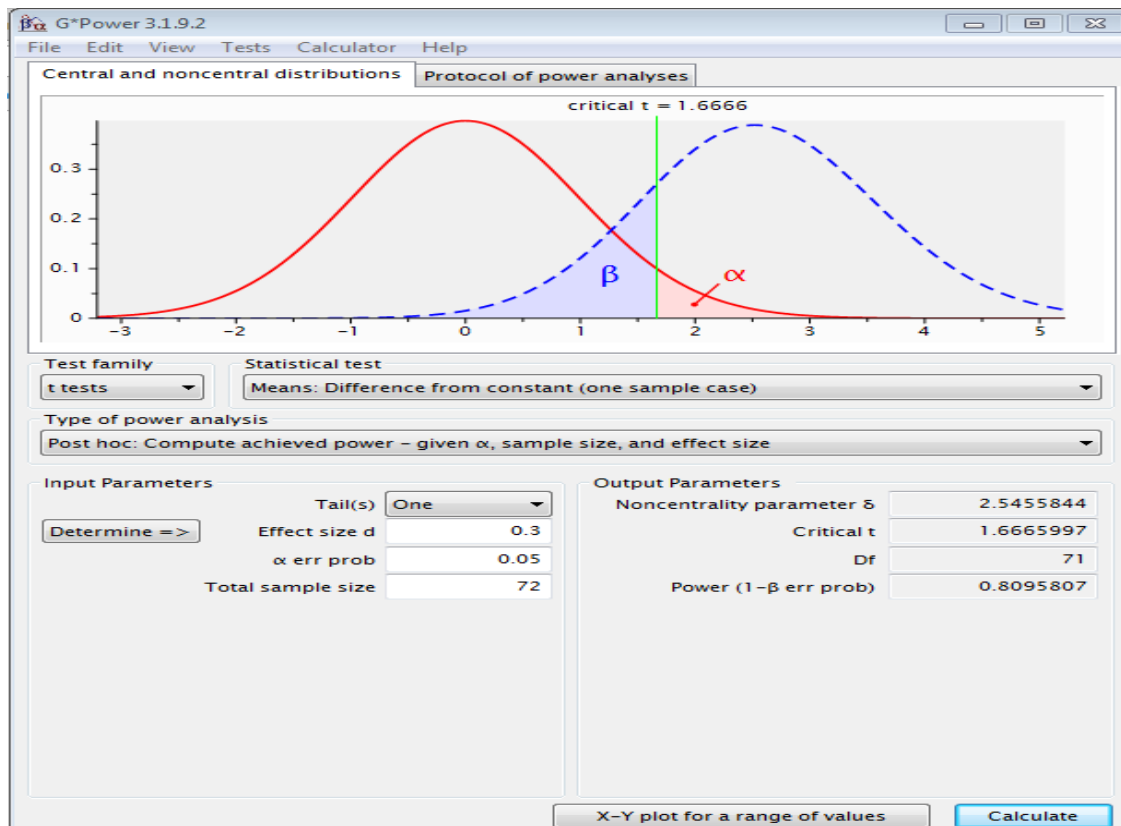 G*Power 3.1.9.2
File Edit View Tests Calculator Help
Central and noncentral distributions Protocol of power analyses
critical t = 1.6666
0.3
0.2
0.1
0
β
α
-3 -2 -1 0 1 2 3 4 5
Test family Statistical test
t tests Means: Difference from constant (one sample case)
Type of power analysis
Post hoc: Compute achieved power - given α, sample size, and effect size
Input Parameters Output Parameters
Tail(s) One Noncentrality parameter δ 2.5455844
Determine => Effect size d 0.3 Critical t 1.6665997
α err prob 0.05 Df 71
Total sample size 72 Power (1-β err prob) 0.8095807
X-Y plot for a range of values Calculate